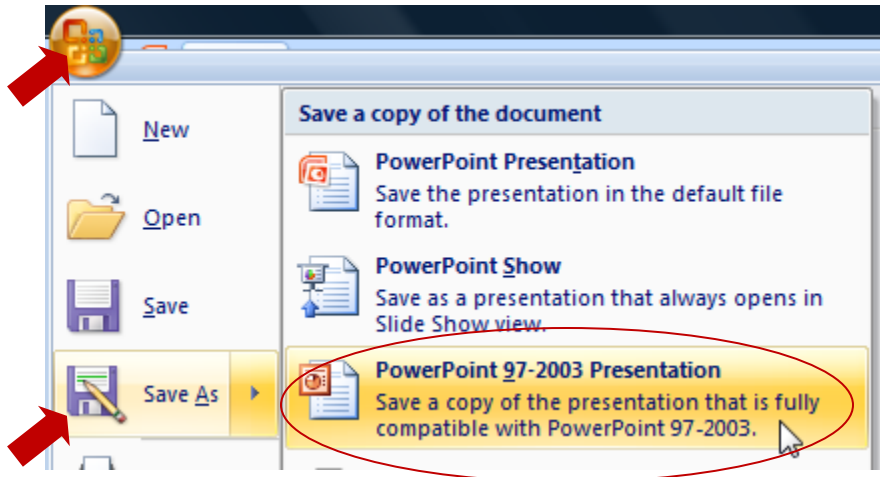 New
Open
Save
Save As
Save a copy of the document
PowerPoint Presentation
Save the presentation in the default file
format.
PowerPoint Show
Save as a presentation that always opens in
Slide Show view.
PowerPoint 97-2003 Presentation
Save a copy of the presentation that is fully
compatible with PowerPoint 97-2003.